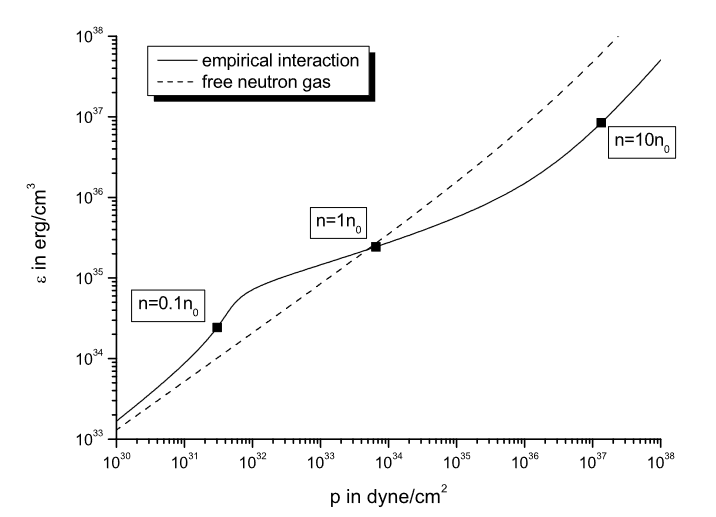 10^38
empirical interaction
free neutron gas
10^37
n=10n_0
10^36
n=1n_0
ε in erg/cm^3
10^35
n=0.1n_0
10^34
10^33
10^30 10^31 10^32 10^33 10^34 10^35 10^36 10^37 10^38
p in dyne/cm^2